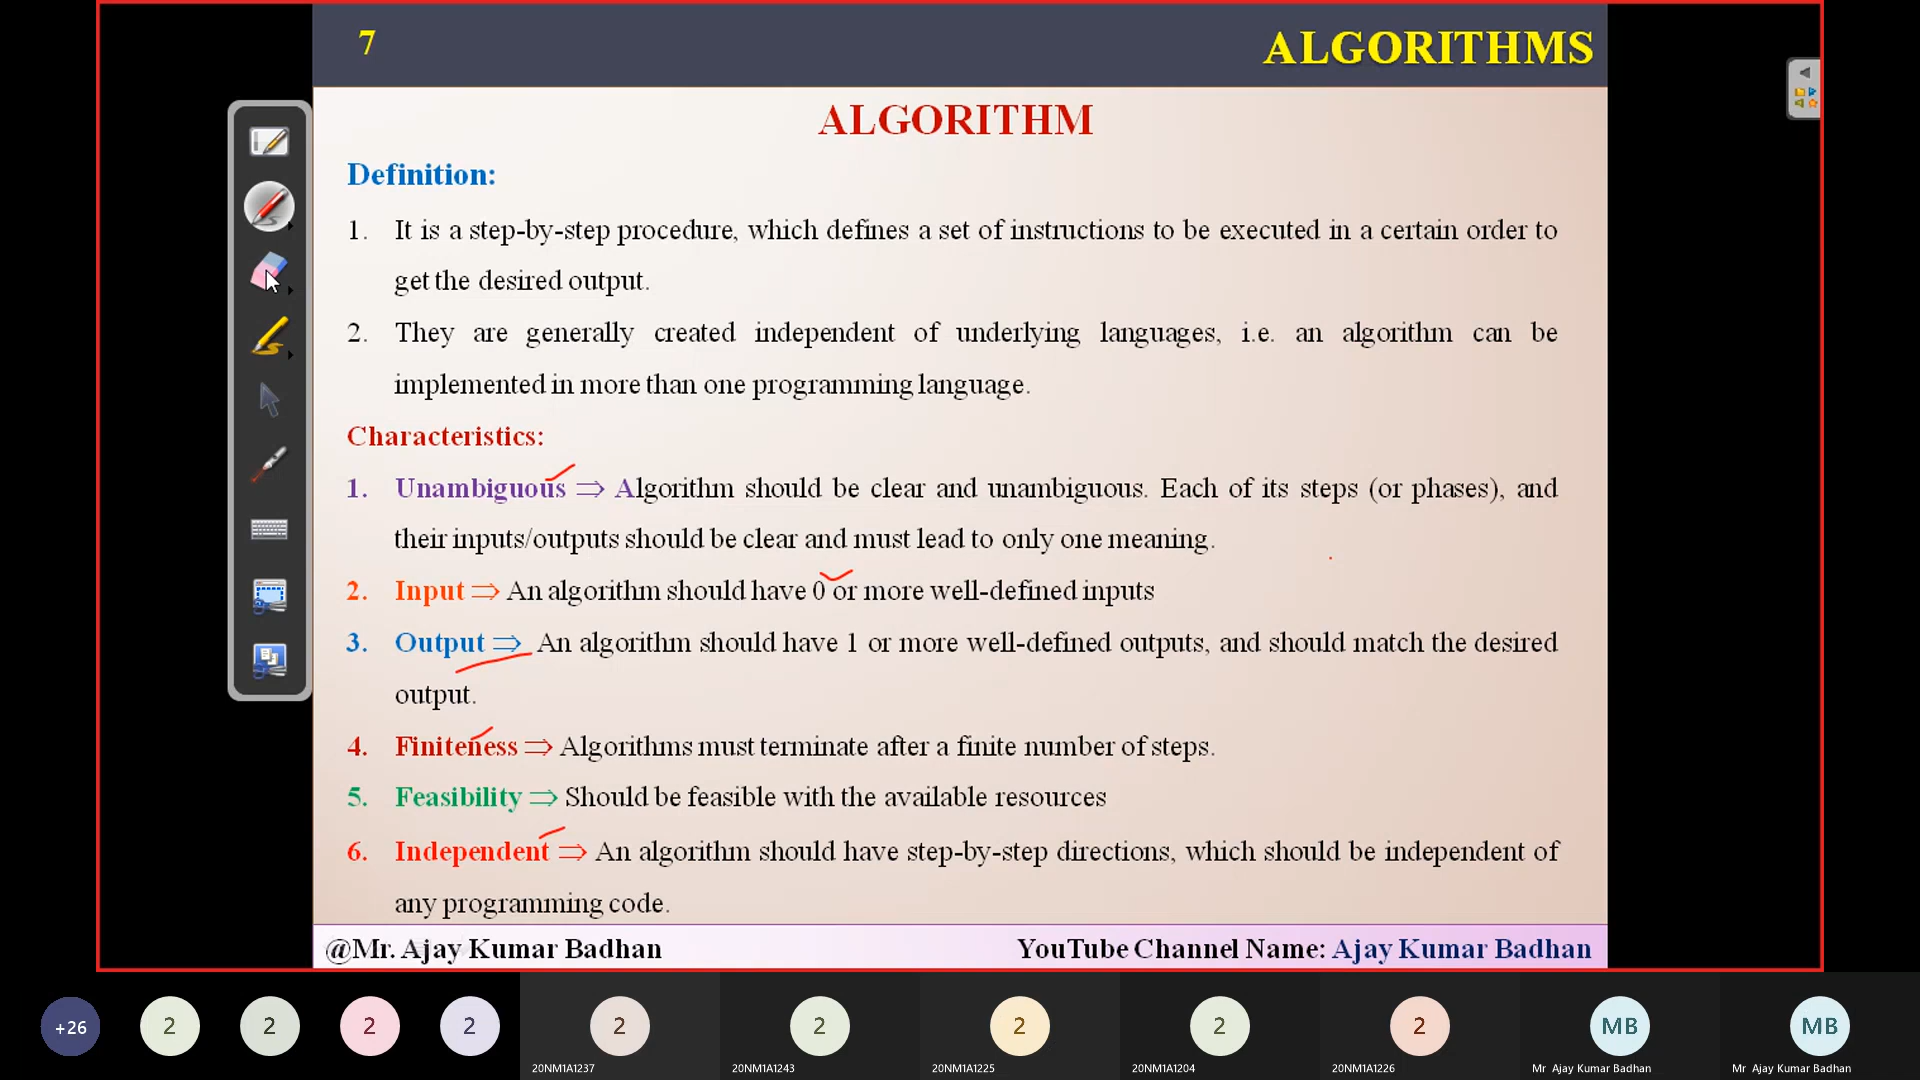 7
ALGORITHMS
ALGORITHM
Definition:
1. It is a step-by-step procedure, which defines a set of instructions to be executed in a certain order to
get the desired output.
2. They are generally created independent of underlying languages, i.e. an algorithm can be
implemented in more than one programming language.
Characteristics:
1. Unambiguous ⇒ Algorithm should be clear and unambiguous. Each of its steps (or phases), and
their inputs/outputs should be clear and must lead to only one meaning.
2. Input ⇒ An algorithm should have 0 or more well-defined inputs
3. Output ⇒ An algorithm should have 1 or more well-defined outputs, and should match the desired
output.
4. Finiteness ⇒ Algorithms must terminate after a finite number of steps.
5. Feasibility ⇒ Should be feasible with the available resources
6. Independent ⇒ An algorithm should have step-by-step directions, which should be independent of
any programming code.
@Mr. Ajay Kumar Badhan YouTube Channel Name: Ajay Kumar Badhan
+26 2 2 2 2 2 2 2 2 2 MB MB
20NM1A1237 20NM1A1243 20NM1A1225 20NM1A1204 20NM1A1226 Mr Ajay Kumar Badhan Mr Ajay Kumar Badhan